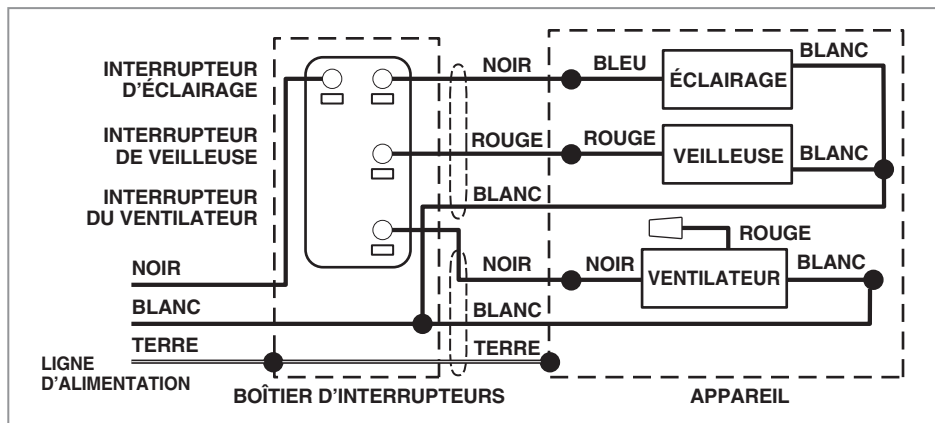 INTERRUPTEUR
D'ÉCLAIRAGE
NOIR
BLEU
ÉCLAIRAGE
BLANC
INTERRUPTEUR
DE VEILLEUSE
ROUGE
ROUGE
VEILLEUSE
BLANC
INTERRUPTEUR
DU VENTILATEUR
BLANC
ROUGE
NOIR
NOIR
NOIR
VENTILATEUR
BLANC
BLANC
BLANC
TERRE
TERRE
LIGNE
D'ALIMENTATION
BOÎTIER D'INTERRUPTEURS
APPAREIL